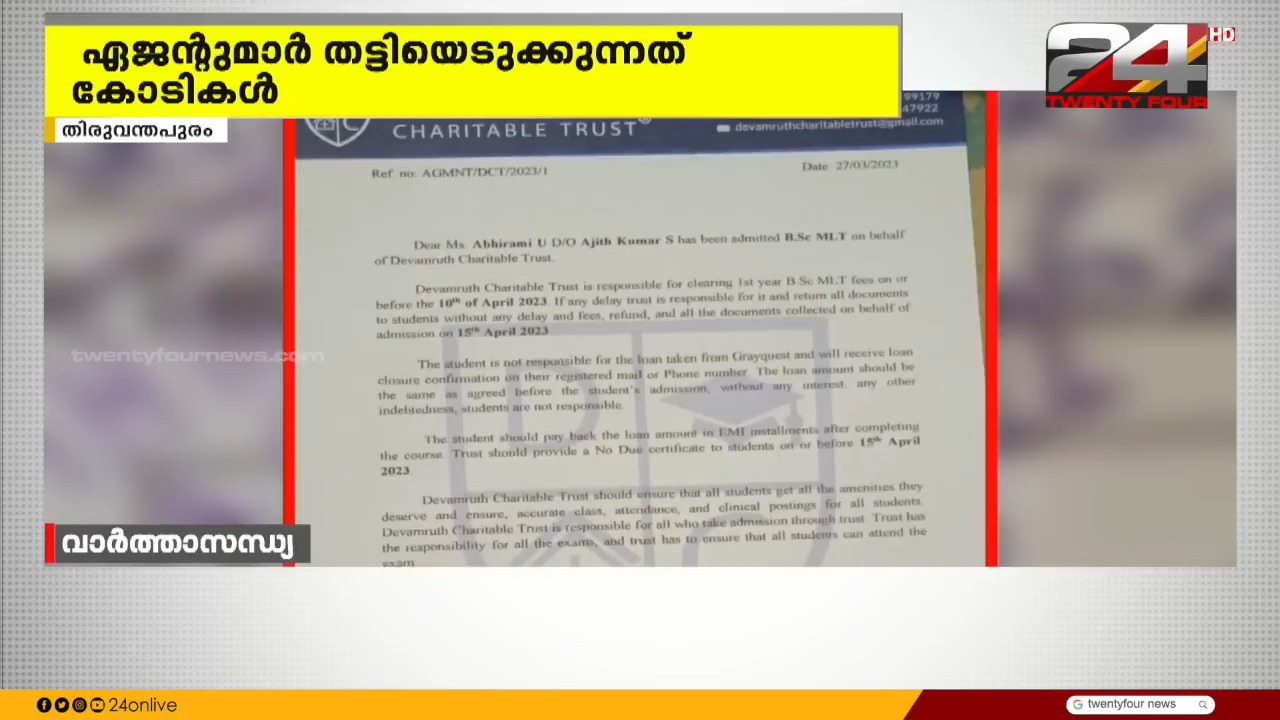 ഏജന്റുമാർ തട്ടിയെടുക്കുന്നത്
കോടികൾ
തിരുവന്തപുരം
24 HD
TWENTY FOUR
99179
47922
CHARITABLE TRUST®
devamruthcharitabletrust@gmail.com
Ref no: AGMNT/DCT/2023/1
Date 27/03/2023
Dear Ms. Abhirami U D/O Ajith Kumar S has been admitted B.Sc MLT on behalf
of Devamruth Charitable Trust.
Devamruth Charitable Trust is responsible for clearing 1st year B.Sc MLT fees on or
before the 10th of April 2023. If any delay trust is responsible for it and return all documents
to students without any delay and fees, refund, and all the documents collected on behalf of
admission on 15th April 2023
twentyfournews.com
The student is not responsible for the loan taken from Grayquest and will receive loan
closure confirmation on their registered mail or Phone number. The loan amount should be
the same as agreed before the student's admission, without any interest, any other
indebtedness, students are not responsible.
The student should pay back the loan amount in EMI installments after completing
the course. Trust should provide a No Due certificate to students on or before 15th April
2023
Devamruth Charitable Trust should ensure that all students get all the amenities they
deserve and ensure, accurate class, attendance, and clinical postings for all students.
Devamruth Charitable Trust is responsible for all who take admission through trust. Trust has
the responsibility for all the exams, and trust has to ensure that all students can attend the
exam
വാർത്താസന്ധ്യ
24onlive
twentyfour news